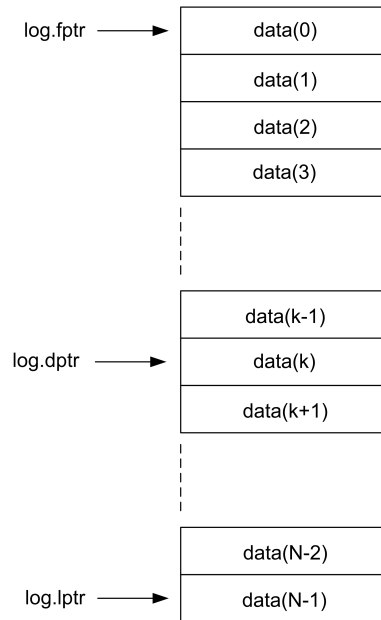 log.fptr data(0)
data(1)
data(2)
data(3)
data(k-1)
log.dptr data(k)
data(k+1)
data(N-2)
log.lptr data(N-1)